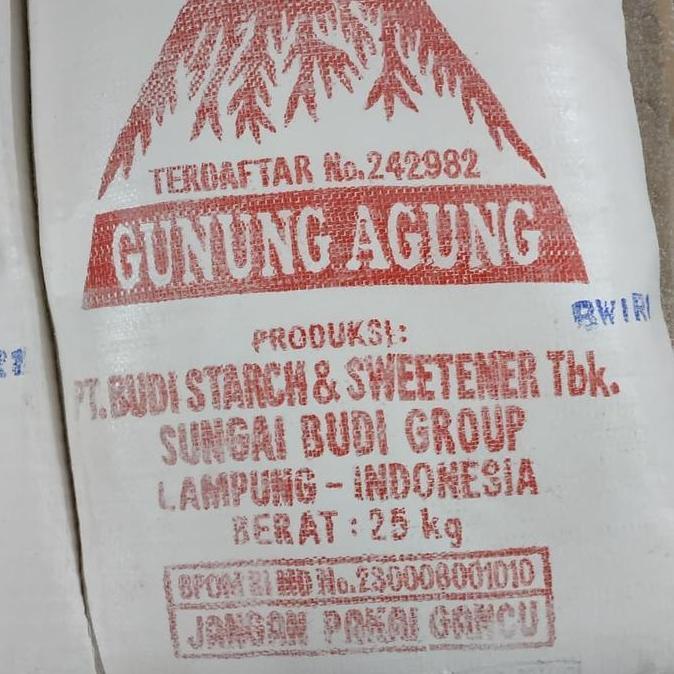 TERDAFTAR No.242982
GUNUNG AGUNG
PRODUKSI:
PT. BUDI STARCH & SWEETENER Tbk.
SUNGAI BUDI GROUP
LAMPUNG - INDONESIA
BERAT : 25 kg
BPOM RI MD No.230008001010
JANGAN PAKAI GANCU